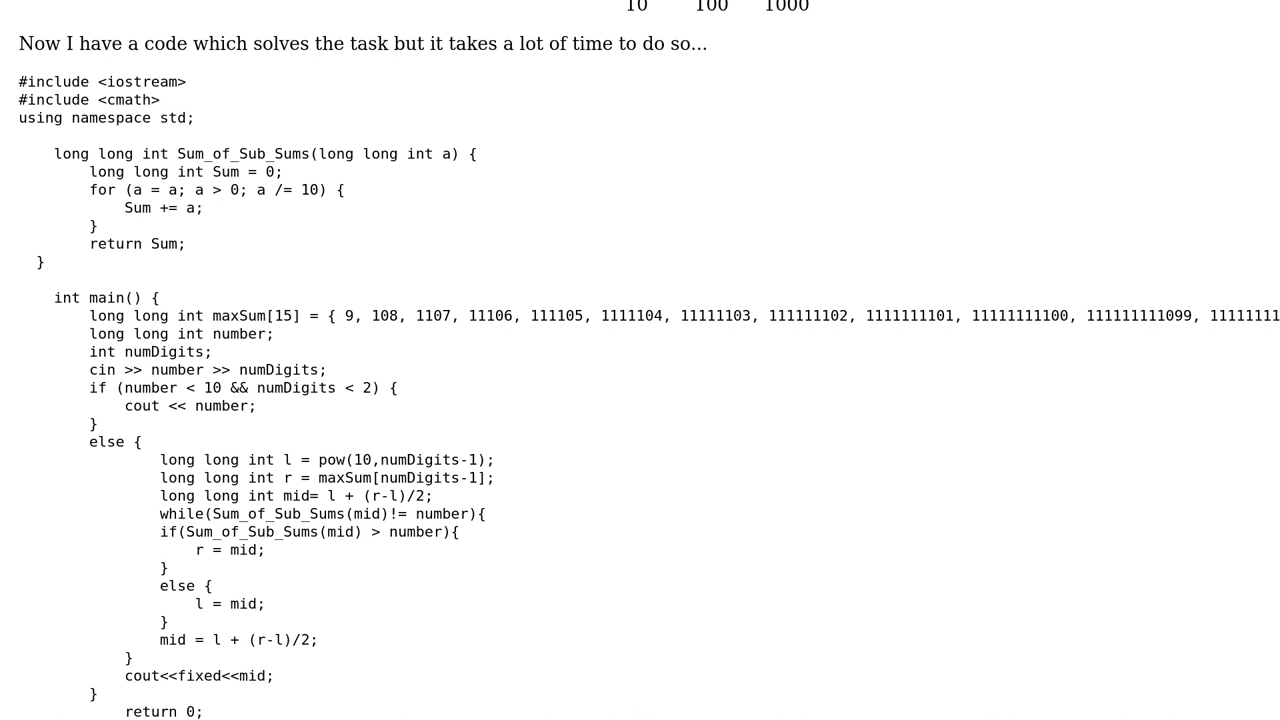 10 100 1000
Now I have a code which solves the task but it takes a lot of time to do so...
#include <iostream>
#include <cmath>
using namespace std;
long long int Sum_of_Sub_Sums(long long int a) {
long long int Sum = 0;
for (a = a; a > 0; a /= 10) {
Sum += a;
}
return Sum;
}
int main() {
long long int maxSum[15] = { 9, 108, 1107, 11106, 111105, 1111104, 11111103, 111111102, 1111111101, 11111111100, 111111111099, 11111111
long long int number;
int numDigits;
cin >> number >> numDigits;
if (number < 10 && numDigits < 2) {
cout << number;
}
else {
long long int l = pow(10,numDigits-1);
long long int r = maxSum[numDigits-1];
long long int mid= l + (r-l)/2;
while(Sum_of_Sub_Sums(mid)!= number){
if(Sum_of_Sub_Sums(mid) > number){
r = mid;
}
else {
l = mid;
}
mid = l + (r-l)/2;
}
cout<<fixed<<mid;
}
return 0;